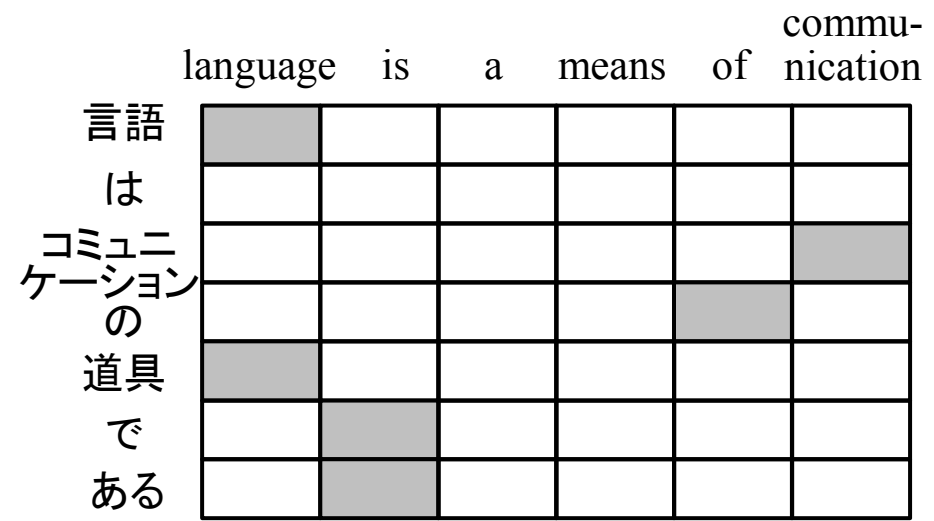 commu-
language is a means of nication
言語
は
コミュニ
ケーション
の
道具
で
ある